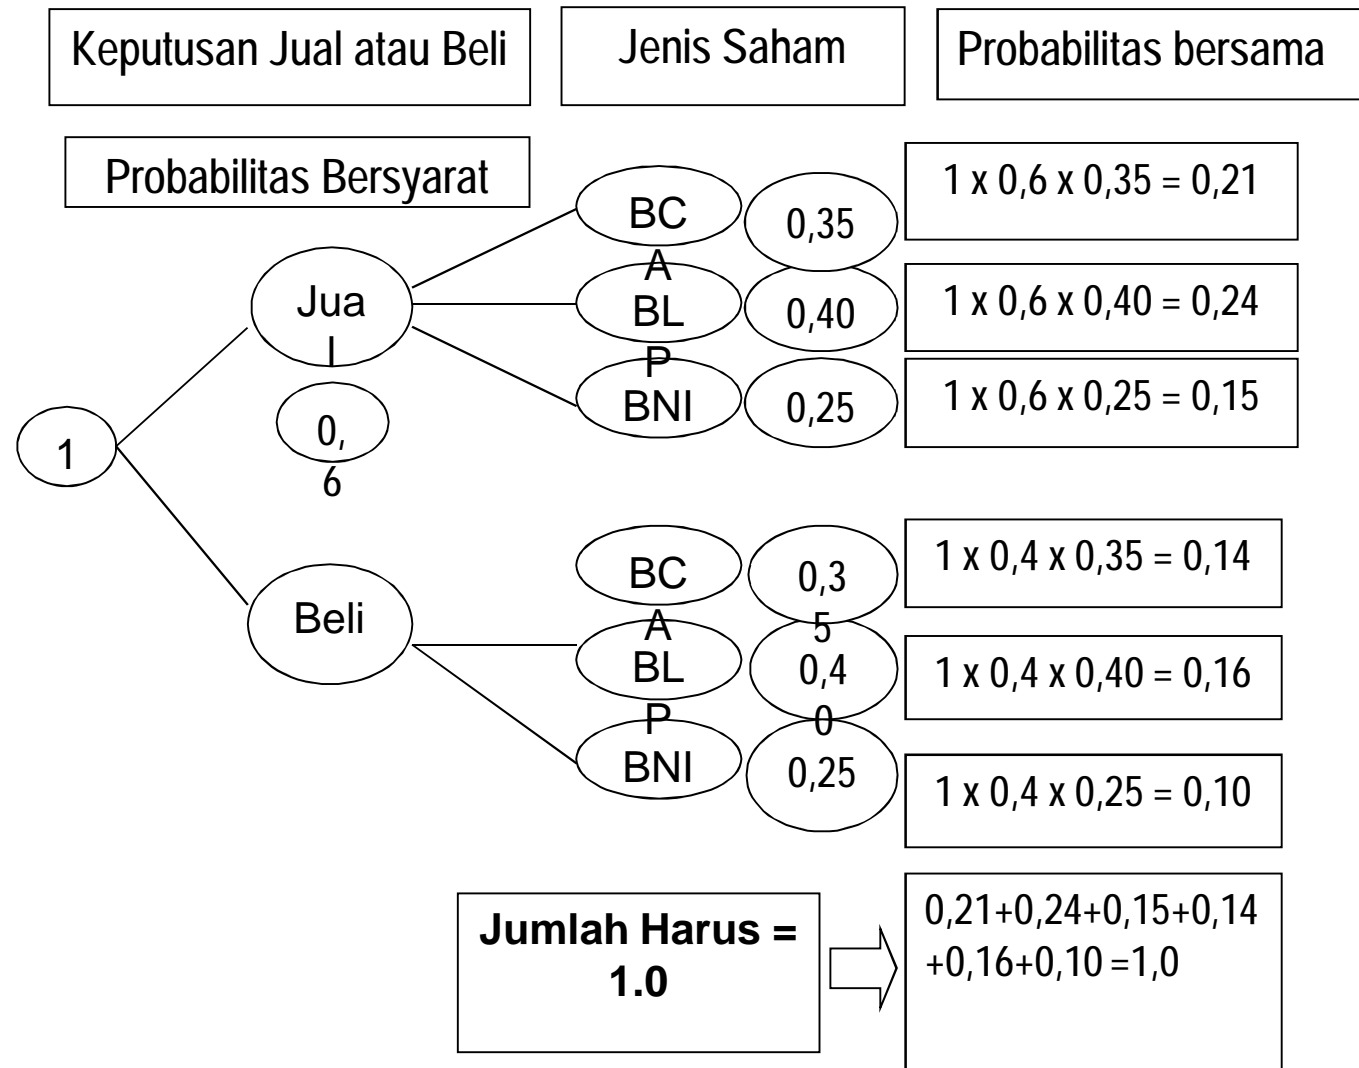 Keputusan Jual atau Beli
Jenis Saham
Probabilitas bersama
Probabilitas Bersyarat
1
Jua
l
0,
6
BC
A
0,35
1 x 0,6 x 0,35 = 0,21
BL
P
0,40
1 x 0,6 x 0,40 = 0,24
BNI
0,25
1 x 0,6 x 0,25 = 0,15
Beli
BC
A
0,3
5
1 x 0,4 x 0,35 = 0,14
BL
P
0,4
0
1 x 0,4 x 0,40 = 0,16
BNI
0,25
1 x 0,4 x 0,25 = 0,10
Jumlah Harus =
1.0
0,21+0,24+0,15+0,14
+0,16+0,10 =1,0